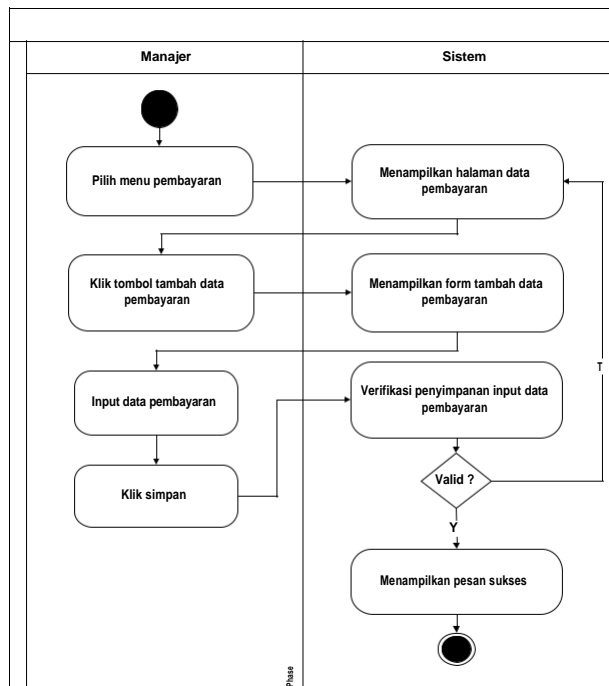 Manajer
Sistem
Pilih menu pembayaran
Menampilkan halaman data
pembayaran
Klik tombol tambah data
pembayaran
Menampilkan form tambah data
pembayaran
Input data pembayaran
Verifikasi penyimpanan input data
pembayaran
T
Klik simpan
Valid ?
Y
Menampilkan pesan sukses
Phase